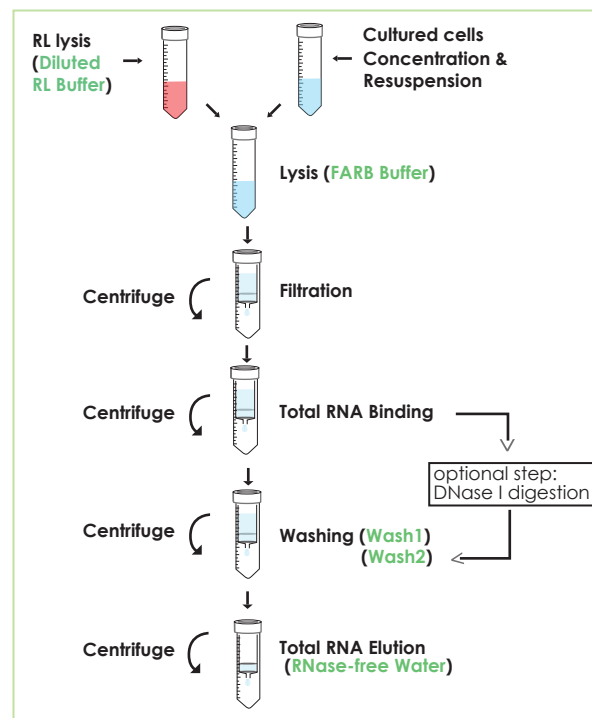 RL lysis
(Diluted
RL Buffer)
Cultured cells
Concentration &
Resuspension
Lysis (FARB Buffer)
Centrifuge
Filtration
Centrifuge
Total RNA Binding
optional step:
DNase I digestion
Centrifuge
Washing (Wash1)
(Wash2)
Centrifuge
Total RNA Elution
(RNase-free Water)